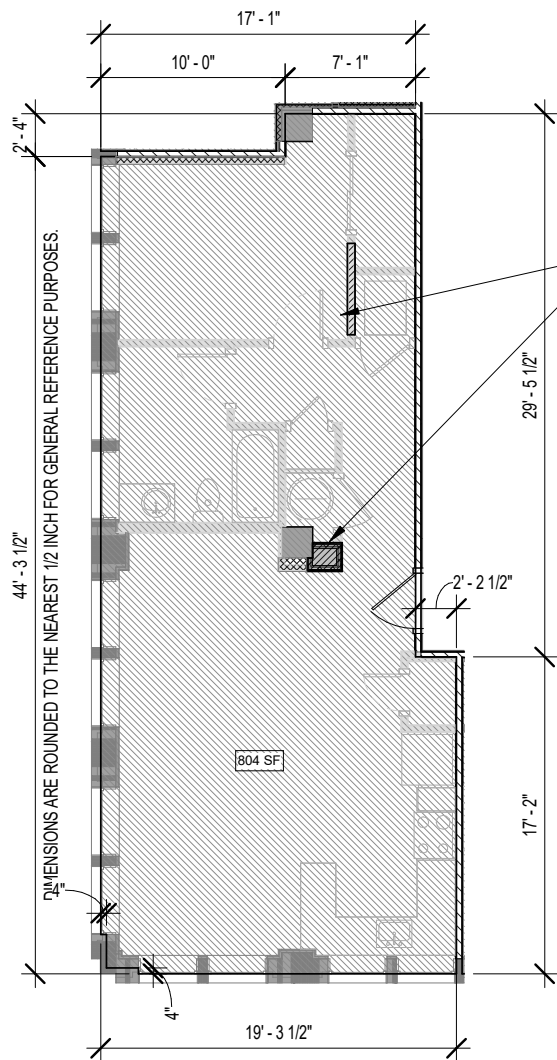 17' - 1"
10' - 0"
7' - 1"
2' - 4"
DIMENSIONS ARE ROUNDED TO THE NEAREST 1/2 INCH FOR GENERAL REFERENCE PURPOSES.
29' - 5 1/2"
44' - 3 1/2"
2' - 2 1/2"
804 SF
17' - 2"
4"
4"
19' - 3 1/2"